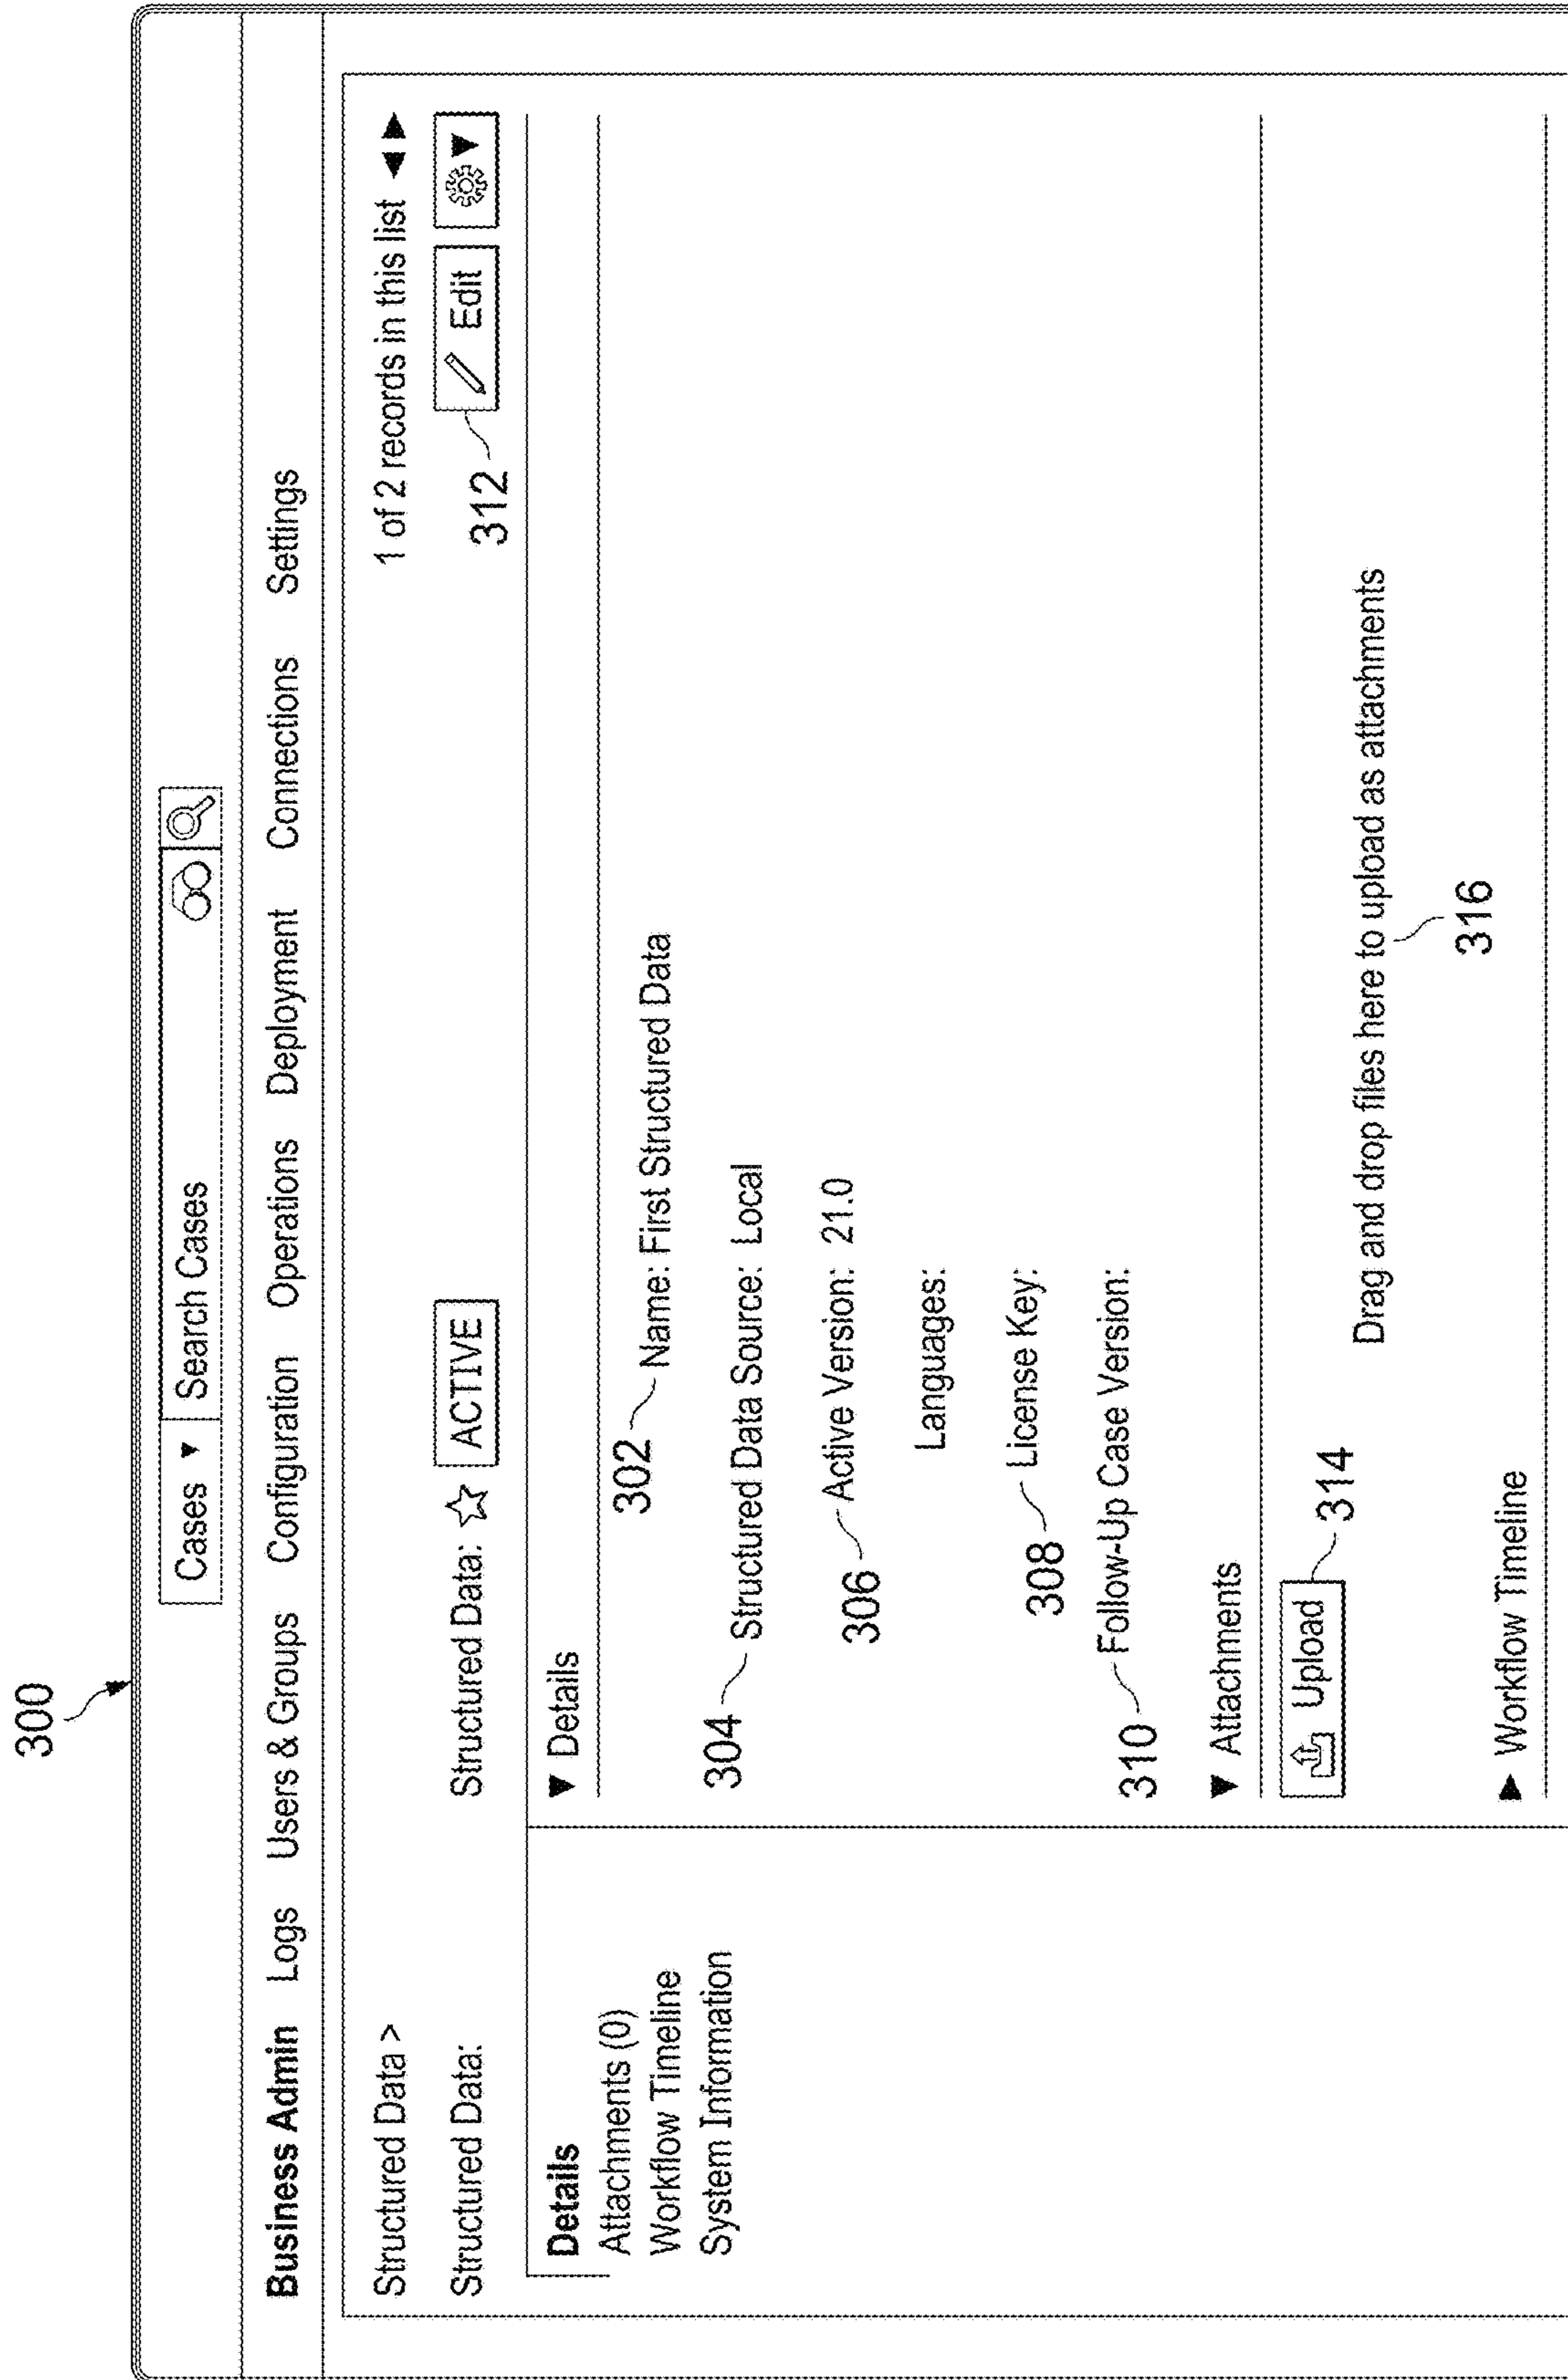 300
Cases ▼ Search Cases
Business Admin Logs Users & Groups Configuration Operations Deployment Connections Settings
Structured Data > 1 of 2 records in this list ◀▶
Structured Data: Structured Data: ☆ ACTIVE 312 Edit ▼
Details
Attachments (0)
Workflow Timeline
System Information
▼ Details
302 Name: First Structured Data
304 Structured Data Source: Local
306 Active Version: 21.0
Languages:
308 License Key:
310 Follow-Up Case Version:
▼ Attachments
Upload 314
Drag and drop files here to upload as attachments
316
▶ Workflow Timeline